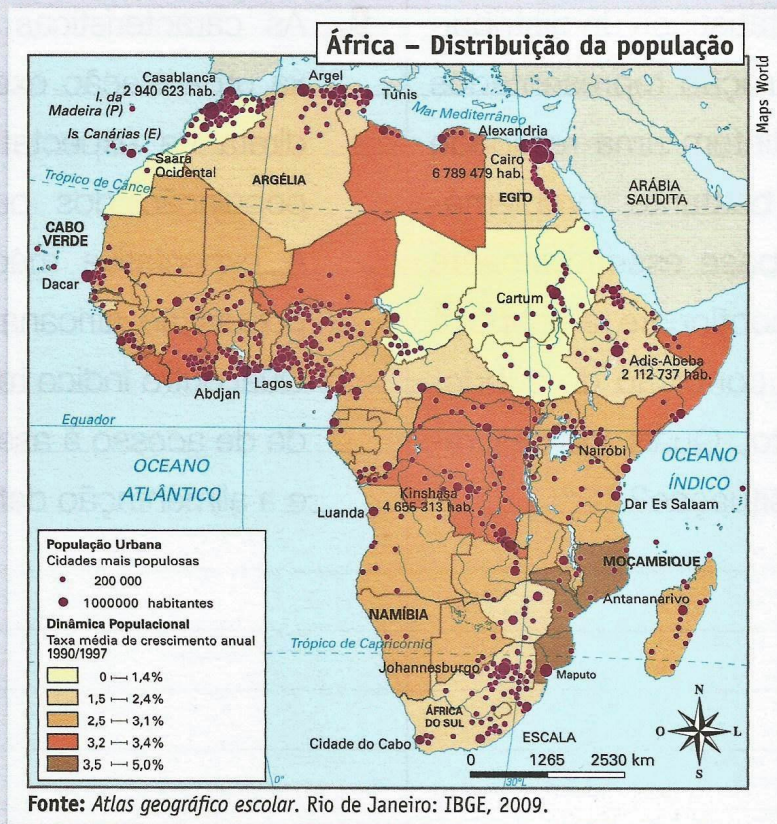 África – Distribuição da população
Maps World
Casablanca
2 940 623 hab.
Argel
Túnis
I. da
Madeira (P)
Mar Mediterrâneo
Is Canárias (E)
Alexandria
Saara
Ocidental
Cairo
6 789 479 hab.
Trópico de Câncer
ARGÉLIA
EGITO
ARÁBIA
SAUDITA
CABO
VERDE
Dacar
Cartum
Adis-Abeba
2 112 737 hab.
Abdjan
Lagos
Equador
Nairóbi
OCEANO
ATLÂNTICO
OCEANO
ÍNDICO
Kinshasa
4 655 313 hab.
Luanda
Dar Es Salaam
População Urbana
Cidades mais populosas
200 000
1000000 habitantes
Dinâmica Populacional
Taxa média de crescimento anual
1990/1997
0 ⟼ 1,4%
1,5 ⟼ 2,4%
2,5 ⟼ 3,1%
3,2 ⟼ 3,4%
3,5 ⟼ 5,0%
MOÇAMBIQUE
Antananarivo
NAMÍBIA
Trópico de Capricórnio
Johannesburgo
Maputo
ÁFRICA
DO SUL
Cidade do Cabo
ESCALA
0 1265 2530 km
0°
30°L
N
O L
S
Fonte: Atlas geográfico escolar. Rio de Janeiro: IBGE, 2009.